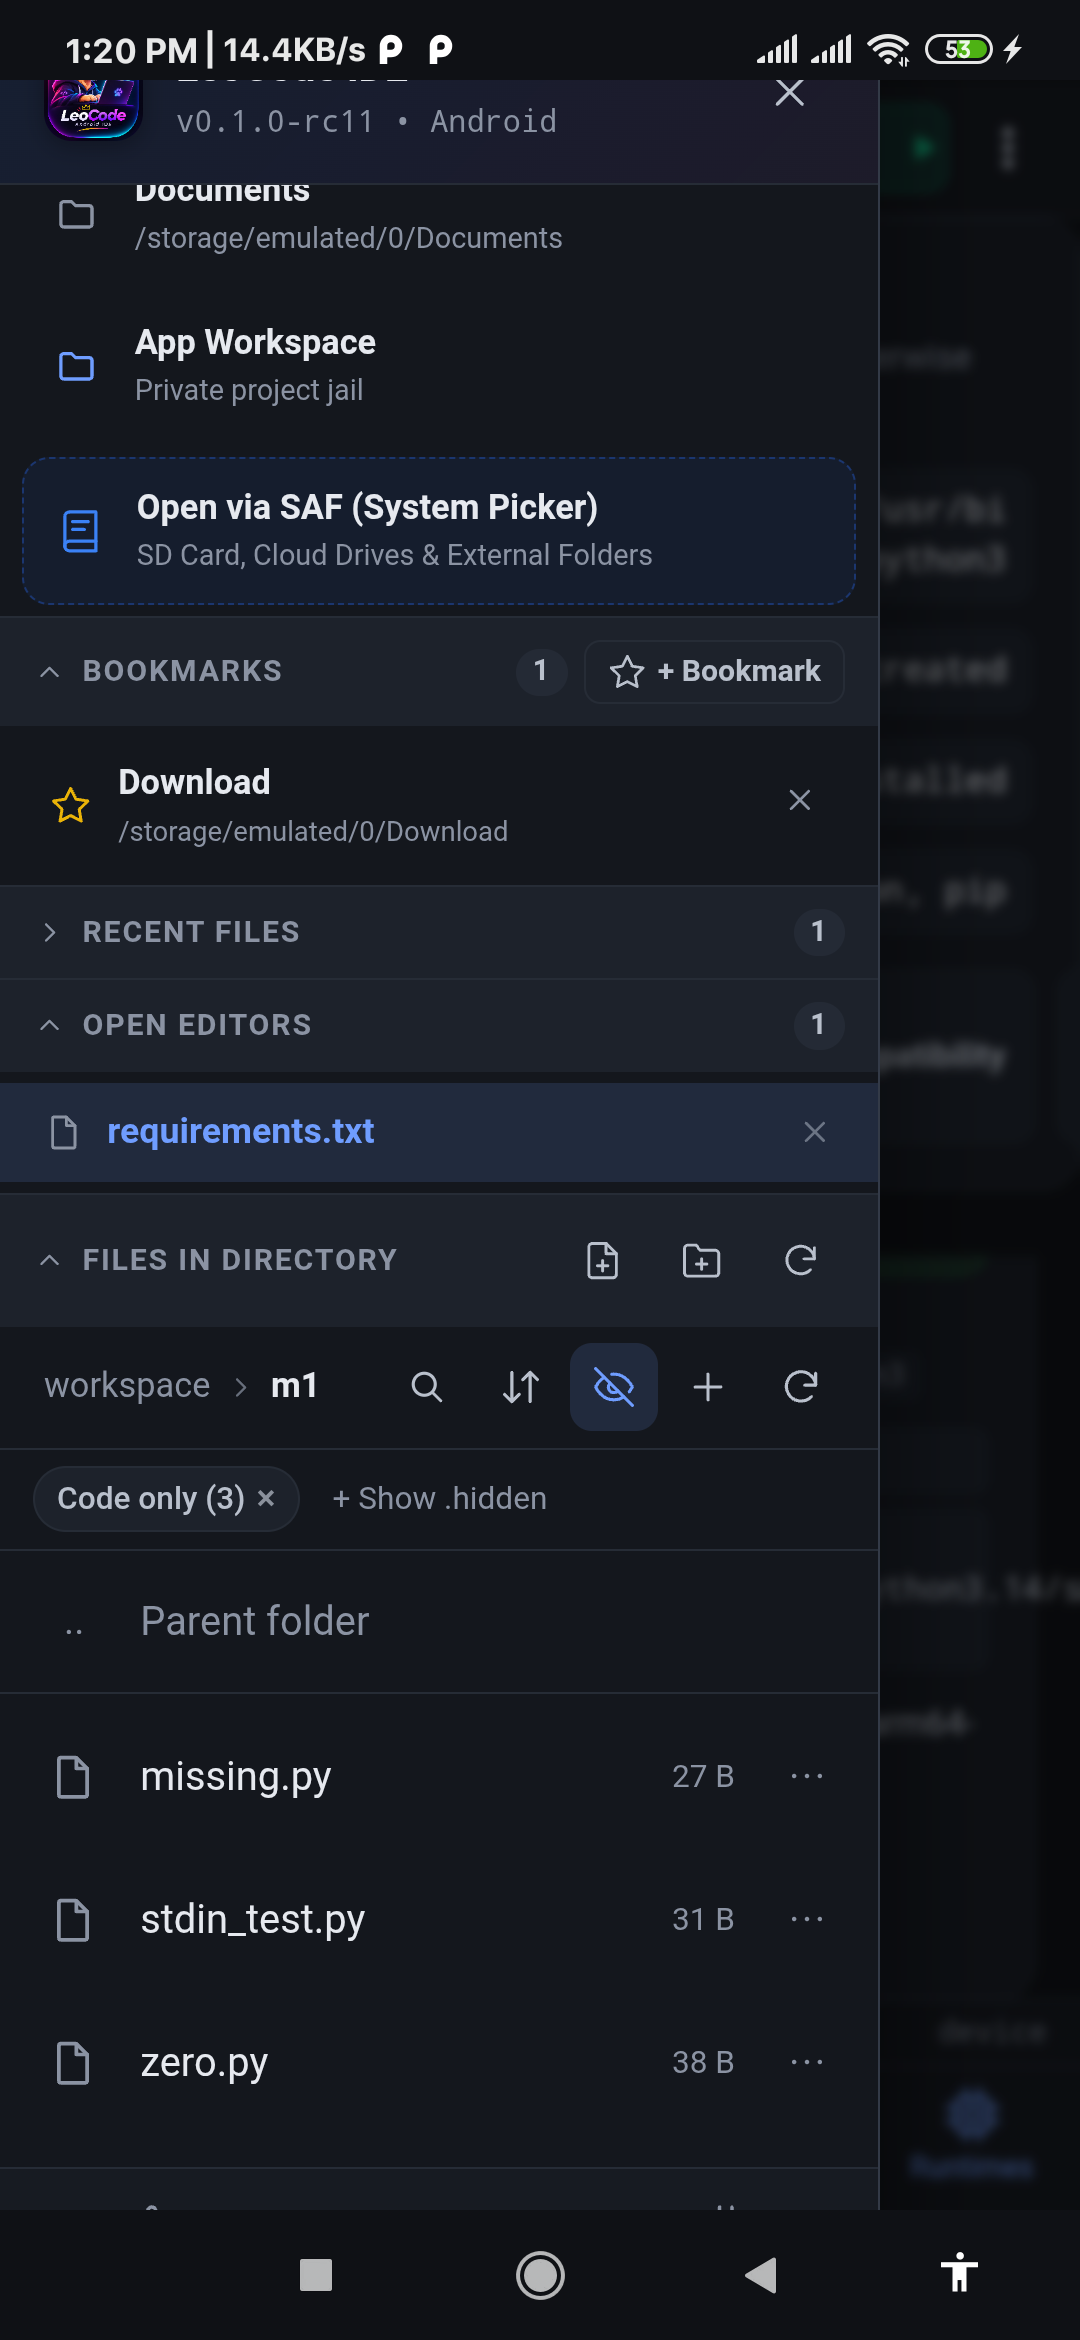 1:20 PM | 14.4KB/s
53
LeoCode
v0.1.0-rc11 • Android
Documents
/storage/emulated/0/Documents
App Workspace
Private project jail
Open via SAF (System Picker)
SD Card, Cloud Drives & External Folders
BOOKMARKS
1
+ Bookmark
Download
/storage/emulated/0/Download
RECENT FILES
1
OPEN EDITORS
1
requirements.txt
FILES IN DIRECTORY
workspace > m1
Code only (3) ×
+ Show .hidden
.. Parent folder
missing.py
27 B
stdin_test.py
31 B
zero.py
38 B
device
Runtimes